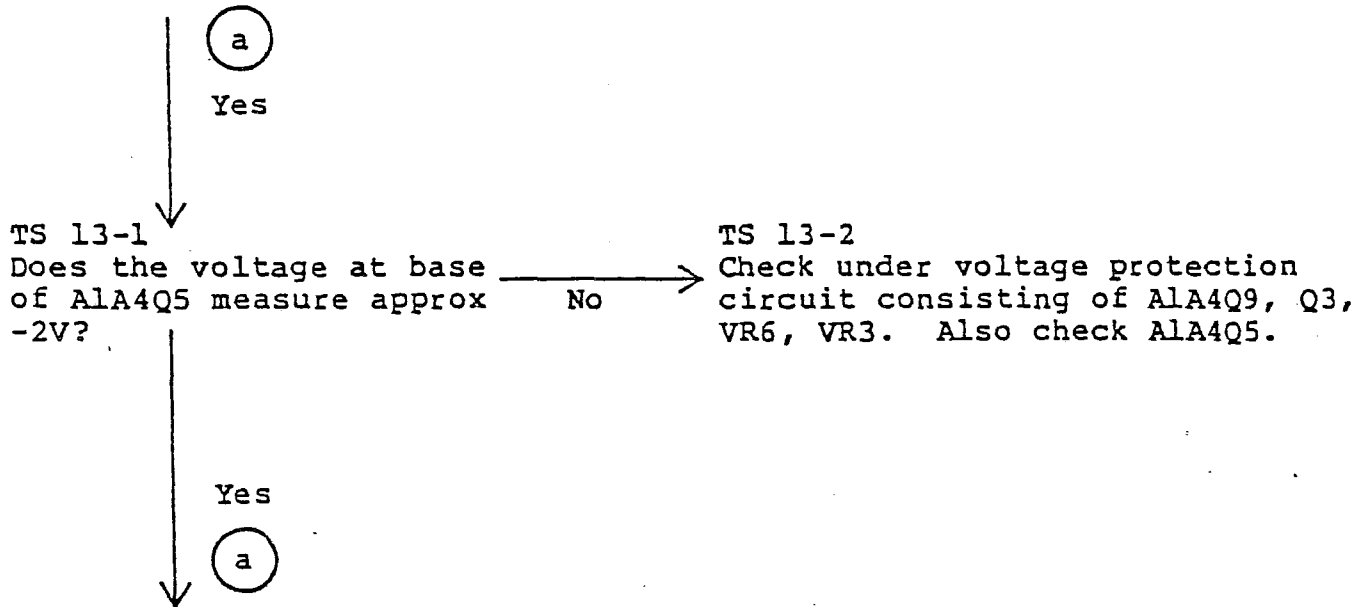 a
Yes
TS 13-1
Does the voltage at base
of A1A4Q5 measure approx
-2V?
No
TS 13-2
Check under voltage protection
circuit consisting of A1A4Q9, Q3,
VR6, VR3. Also check A1A4Q5.
Yes
a